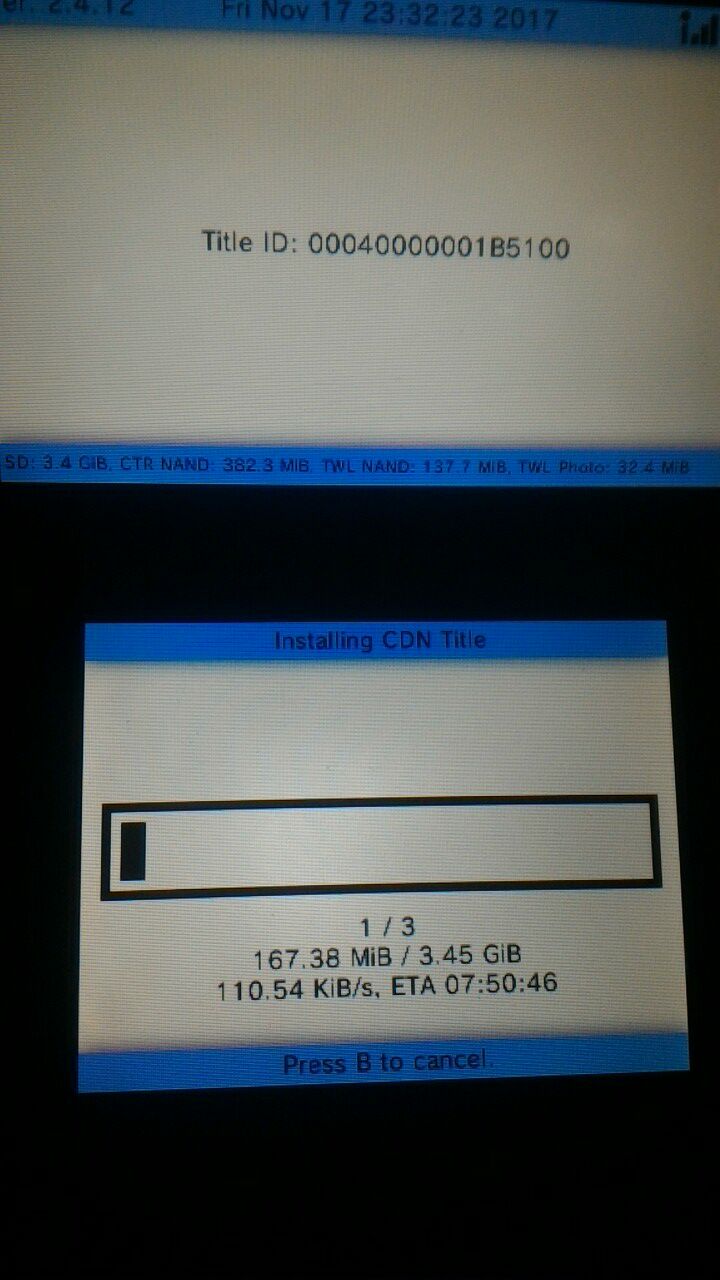 er. 2.4.12 Fri Nov 17 23:32:23 2017
Title ID: 00040000001B5100
SD: 3.4 GiB, CTR NAND: 382.3 MiB, TWL NAND: 137.7 MiB, TWL Photo: 32.4 MiB
Installing CDN Title
1 / 3
167.38 MiB / 3.45 GiB
110.54 KiB/s, ETA 07:50:46
Press B to cancel.